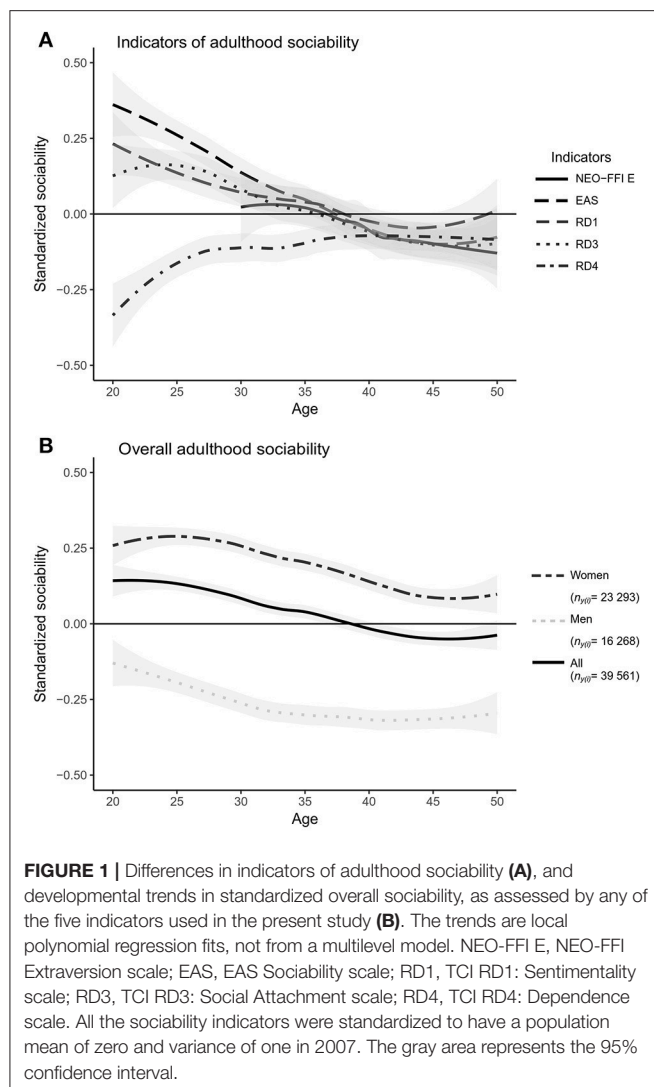 A
Indicators of adulthood sociability
0.50
0.25
0.00
−0.25
−0.50
Standardized sociability
20 25 30 35 40 45 50
Age
Indicators
NEO−FFI E
EAS
RD1
RD3
RD4
B
Overall adulthood sociability
0.50
0.25
0.00
−0.25
−0.50
Standardized sociability
20 25 30 35 40 45 50
Age
Women
(n_y(i)= 23 293)
Men
(n_y(i)= 16 268)
All
(n_y(i)= 39 561)
FIGURE 1 | Differences in indicators of adulthood sociability (A), and
developmental trends in standardized overall sociability, as assessed by any of
the five indicators used in the present study (B). The trends are local
polynomial regression fits, not from a multilevel model. NEO-FFI E, NEO-FFI
Extraversion scale; EAS, EAS Sociability scale; RD1, TCI RD1: Sentimentality
scale; RD3, TCI RD3: Social Attachment scale; RD4, TCI RD4: Dependence
scale. All the sociability indicators were standardized to have a population
mean of zero and variance of one in 2007. The gray area represents the 95%
confidence interval.